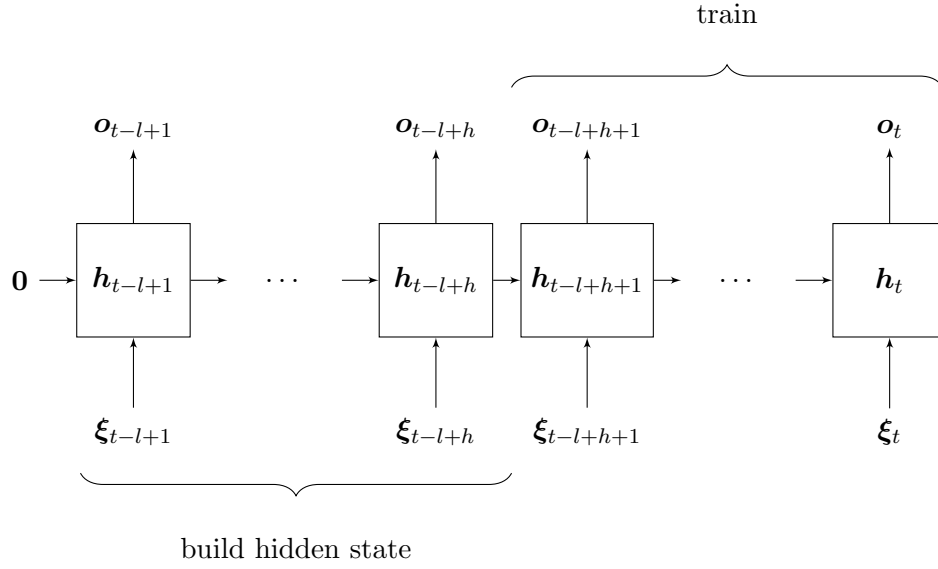 train
o_{t−l+1} o_{t−l+h} o_{t−l+h+1} o_t
0 h_{t−l+1} ··· h_{t−l+h} h_{t−l+h+1} ··· h_t
ξ_{t−l+1} ξ_{t−l+h} ξ_{t−l+h+1} ξ_t
build hidden state